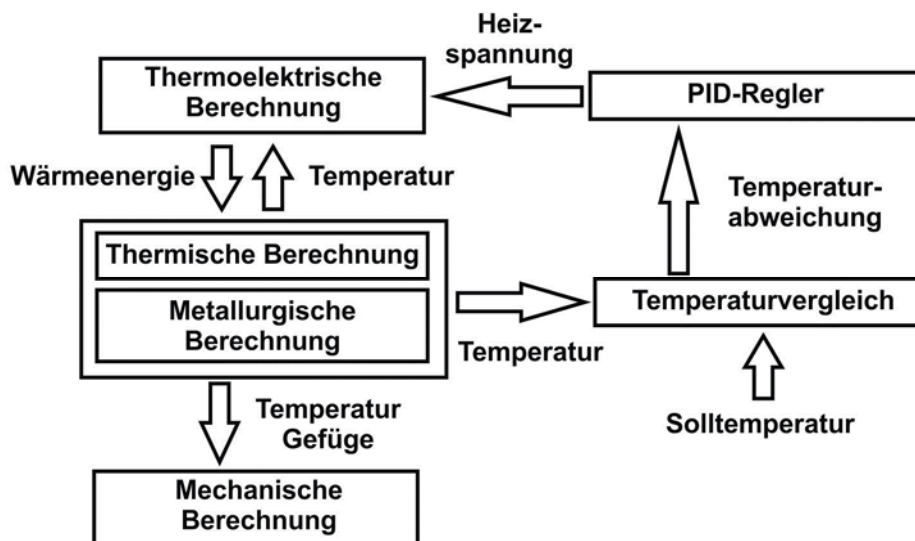 Heiz-
spannung
Thermoelektrische
Berechnung
PID-Regler
Wärmeenergie
Temperatur
Temperatur-
abweichung
Thermische Berechnung
Metallurgische
Berechnung
Temperaturvergleich
Temperatur
Temperatur
Gefüge
Solltemperatur
Mechanische
Berechnung